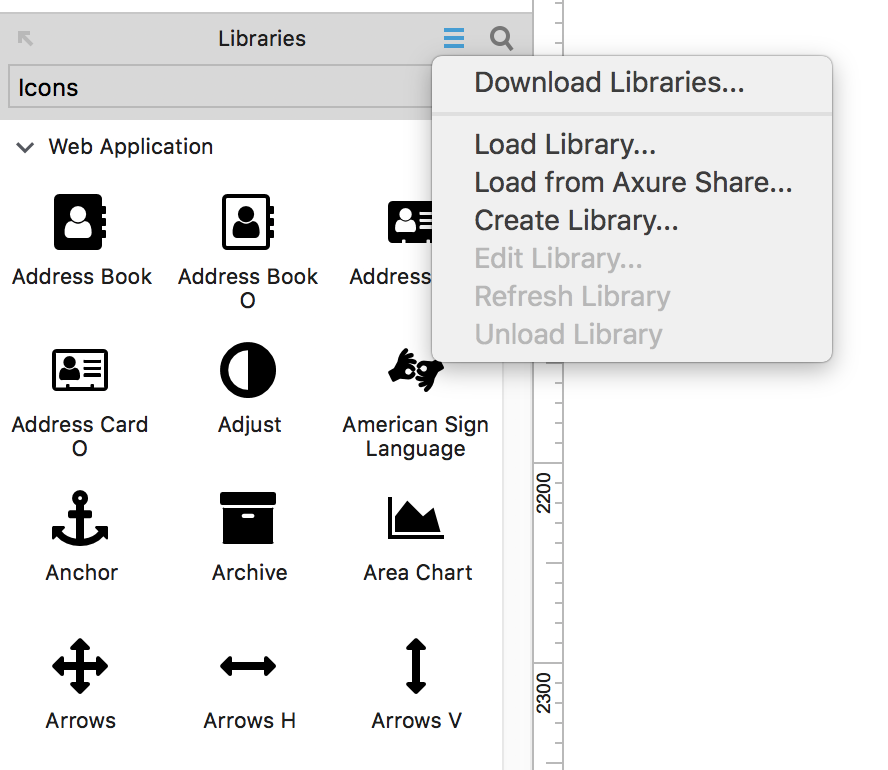 Libraries
Icons
Download Libraries...
Load Library...
Load from Axure Share...
Create Library...
Edit Library...
Refresh Library
Unload Library
Web Application
Address Book
Address Book
O
Address
Address Card
O
Adjust
American Sign
Language
Anchor
Archive
Area Chart
Arrows
Arrows H
Arrows V
2200
2300